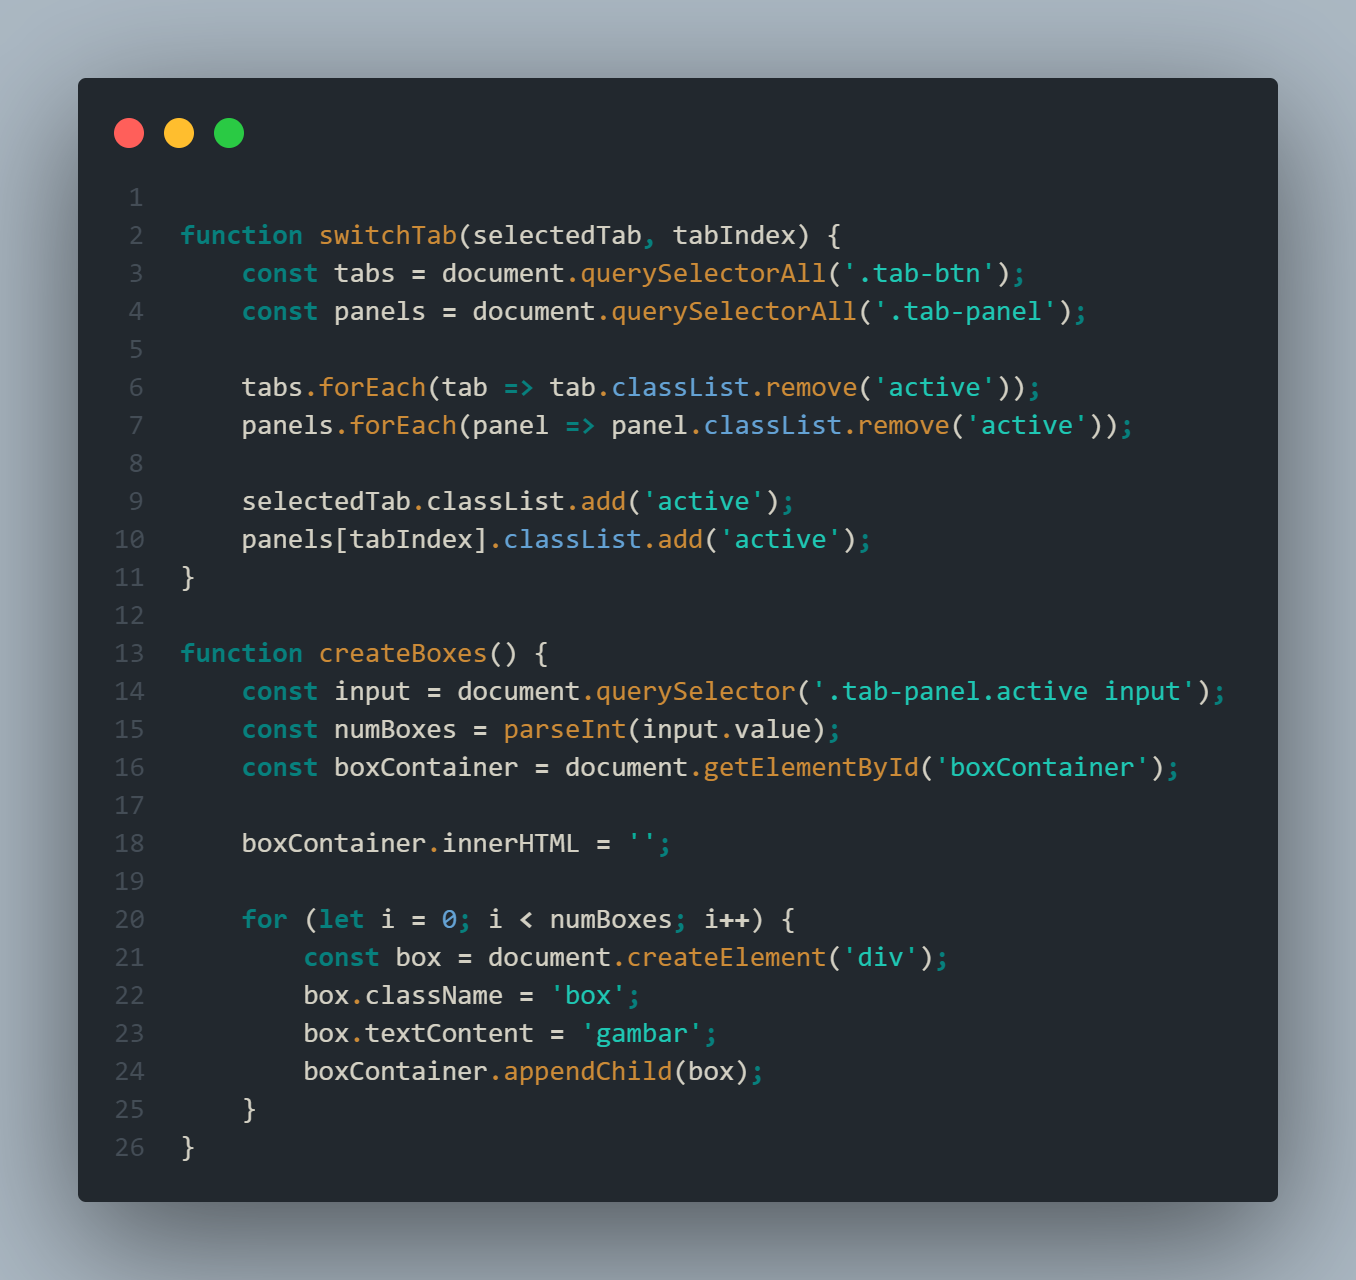 1
2 function switchTab(selectedTab, tabIndex) {
3     const tabs = document.querySelectorAll('.tab-btn');
4     const panels = document.querySelectorAll('.tab-panel');
5
6     tabs.forEach(tab => tab.classList.remove('active'));
7     panels.forEach(panel => panel.classList.remove('active'));
8
9     selectedTab.classList.add('active');
10     panels[tabIndex].classList.add('active');
11 }
12
13 function createBoxes() {
14     const input = document.querySelector('.tab-panel.active input');
15     const numBoxes = parseInt(input.value);
16     const boxContainer = document.getElementById('boxContainer');
17
18     boxContainer.innerHTML = '';
19
20     for (let i = 0; i < numBoxes; i++) {
21         const box = document.createElement('div');
22         box.className = 'box';
23         box.textContent = 'gambar';
24         boxContainer.appendChild(box);
25     }
26 }